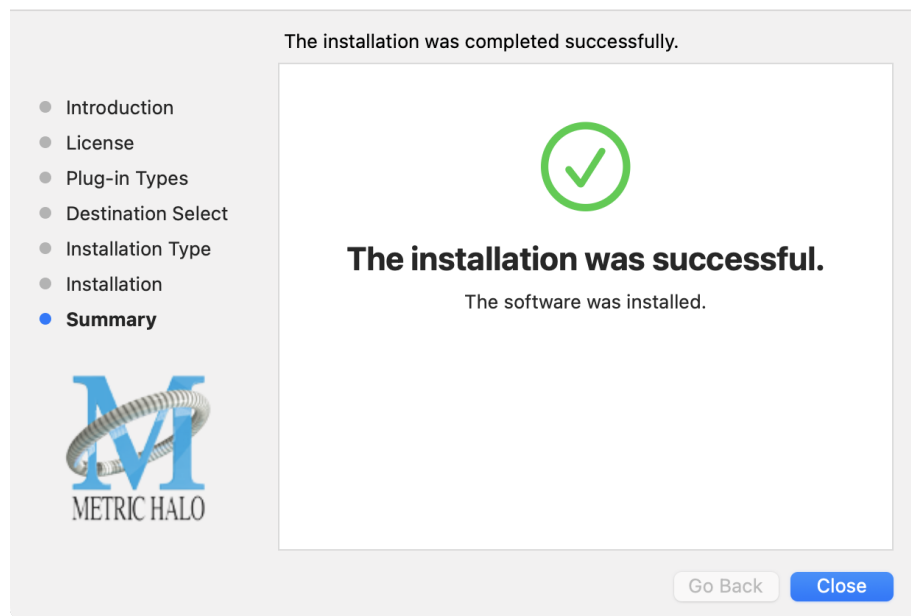 The installation was completed successfully.
Introduction
License
Plug-in Types
Destination Select
Installation Type
Installation
Summary
M
METRIC HALO
The installation was successful.
The software was installed.
Go Back
Close